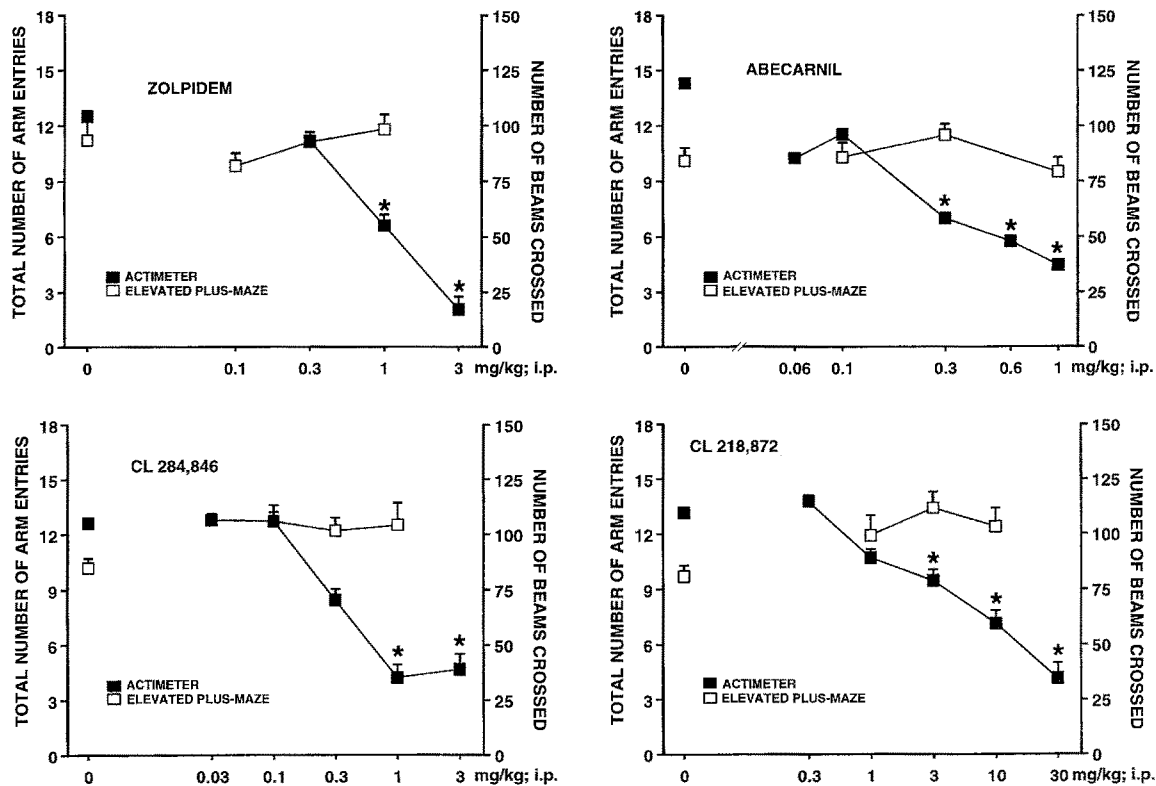 ZOLPIDEM
TOTAL NUMBER OF ARM ENTRIES
18
15
12
9
6
3
0
NUMBER OF BEAMS CROSSED
150
125
100
75
50
25
0
*
*
ACTIMETER
ELEVATED PLUS-MAZE
0 0.1 0.3 1 3 mg/kg; i.p.
ABECARNIL
TOTAL NUMBER OF ARM ENTRIES
18
15
12
9
6
3
0
NUMBER OF BEAMS CROSSED
150
125
100
75
50
25
0
*
*
*
ACTIMETER
ELEVATED PLUS-MAZE
0 0.06 0.1 0.3 0.6 1 mg/kg; i.p.
CL 284,846
TOTAL NUMBER OF ARM ENTRIES
18
15
12
9
6
3
0
NUMBER OF BEAMS CROSSED
150
125
100
75
50
25
0
*
*
ACTIMETER
ELEVATED PLUS-MAZE
0 0.03 0.1 0.3 1 3 mg/kg; i.p.
CL 218,872
TOTAL NUMBER OF ARM ENTRIES
18
15
12
9
6
3
0
NUMBER OF BEAMS CROSSED
150
125
100
75
50
25
0
*
*
*
ACTIMETER
ELEVATED PLUS-MAZE
0 0.3 1 3 10 30 mg/kg; i.p.